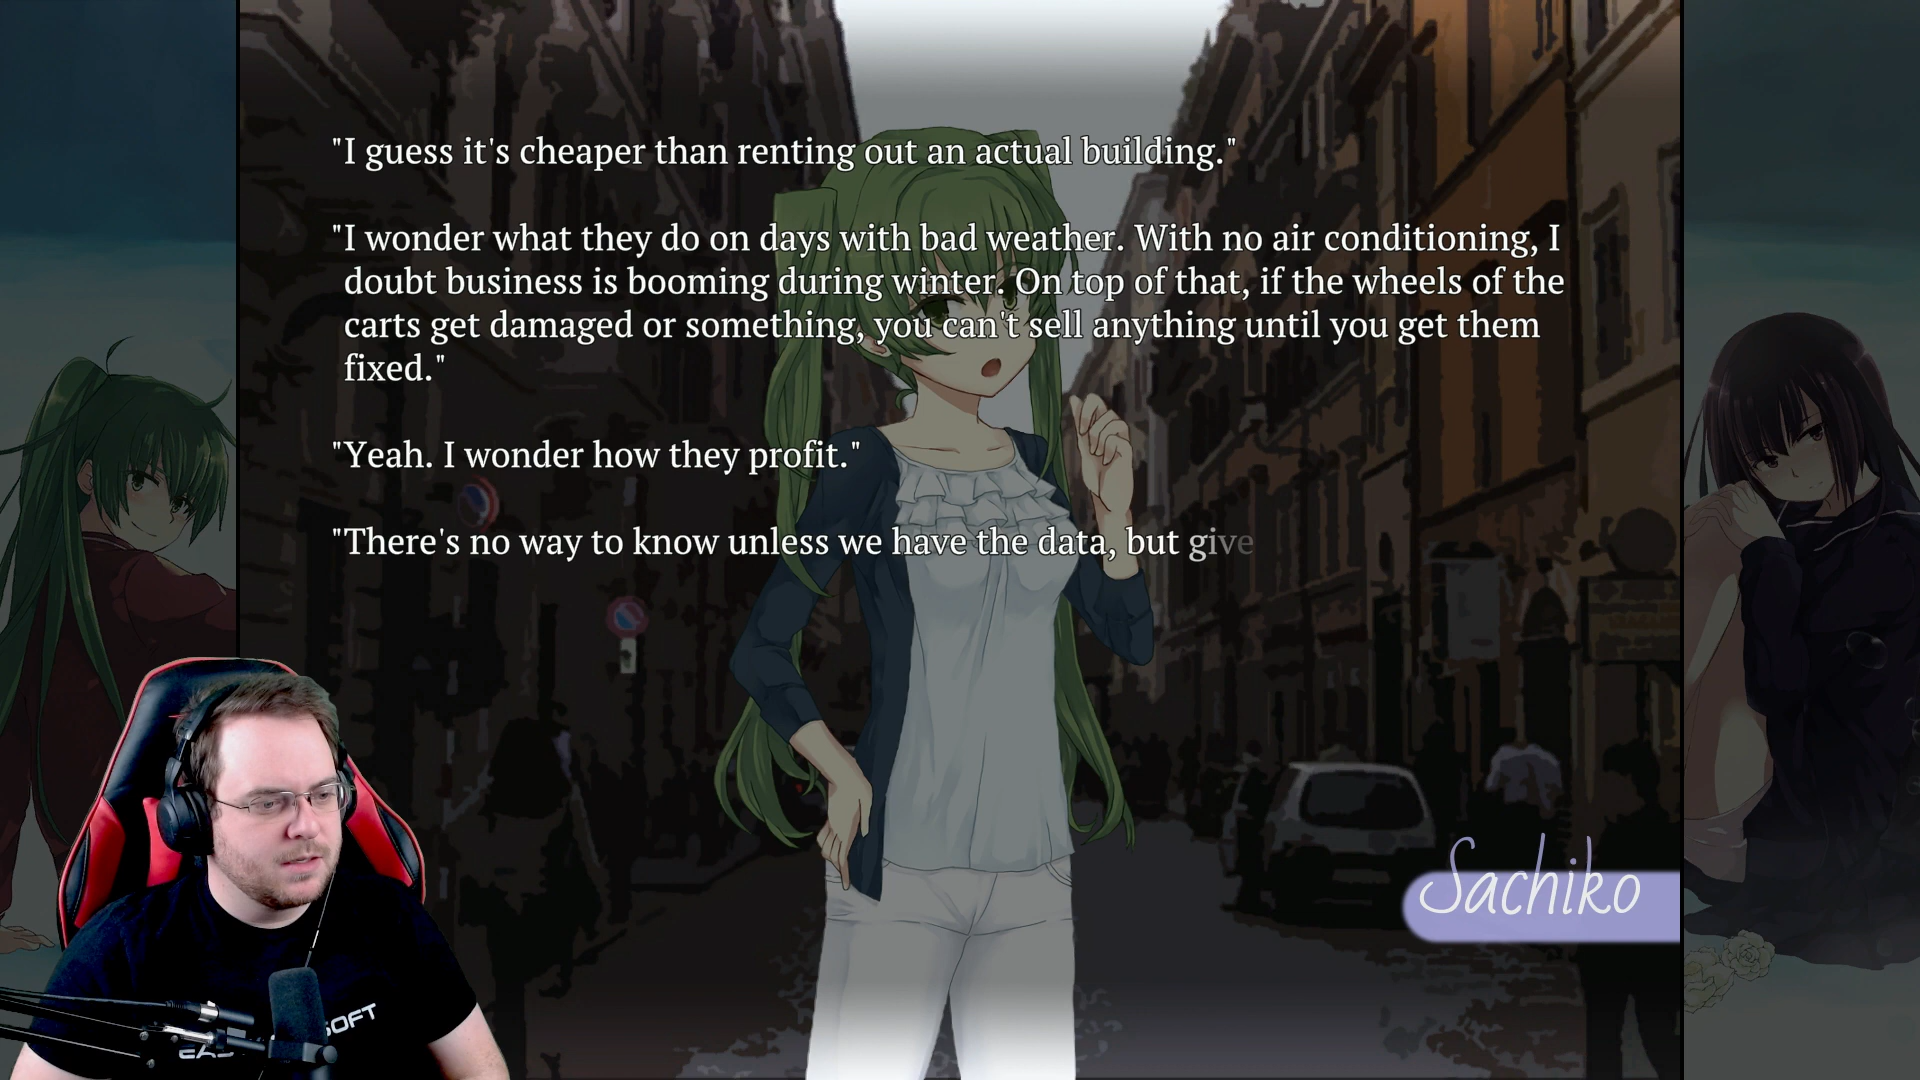 "I guess it's cheaper than renting out an actual building."
"I wonder what they do on days with bad weather. With no air conditioning, I
doubt business is booming during winter. On top of that, if the wheels of the
carts get damaged or something, you can't sell anything until you get them
fixed."
"Yeah. I wonder how they profit."
"There's no way to know unless we have the data, but give
Sachiko